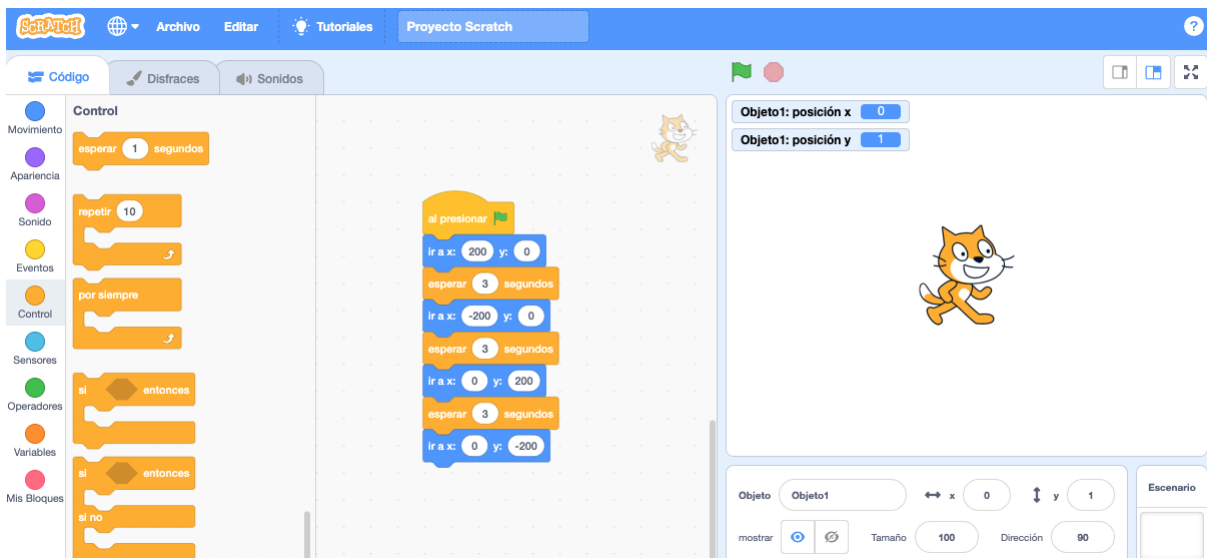 SCRATCH Archivo Editar Tutoriales Proyecto Scratch ?
Código Disfraces Sonidos
Movimiento
Apariencia
Sonido
Eventos
Control
Sensores
Operadores
Variables
Mis Bloques
Control
esperar 1 segundos
repetir 10
por siempre
si entonces
si entonces
si no
al presionar
ir a x: 200 y: 0
esperar 3 segundos
ir a x: -200 y: 0
esperar 3 segundos
ir a x: 0 y: 200
esperar 3 segundos
ir a x: 0 y: -200
Objeto1: posición x 0
Objeto1: posición y 1
Objeto Objeto1 x 0 y 1
mostrar Tamaño 100 Dirección 90
Escenario